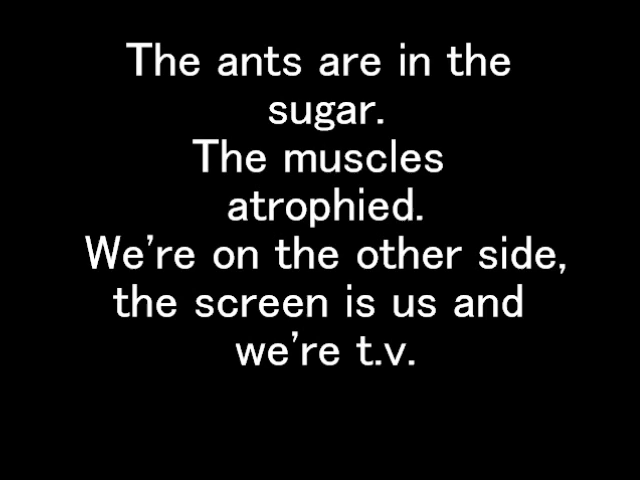 The ants are in the
sugar.
The muscles
atrophied.
We're on the other side,
the screen is us and
we're t.v.